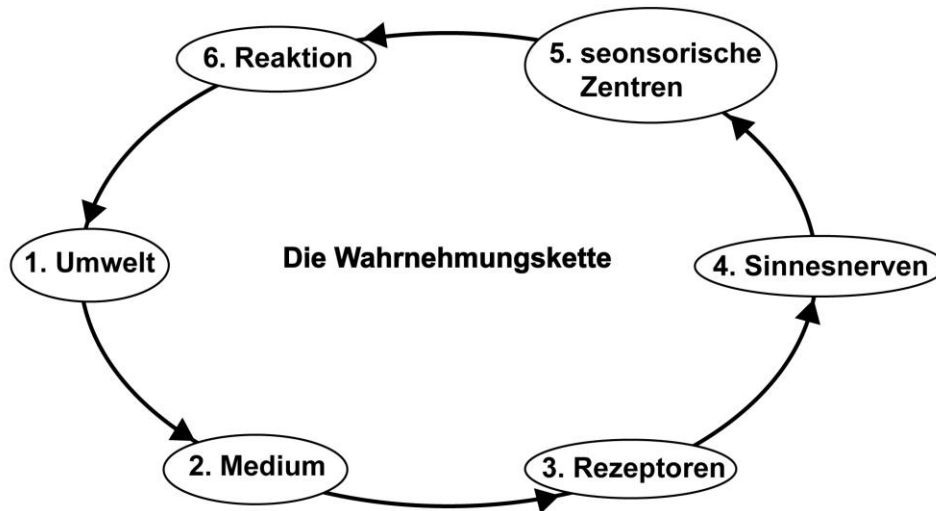 Die Wahrnehmungskette
1. Umwelt
2. Medium
3. Rezeptoren
4. Sinnesnerven
5. seonsorische
Zentren
6. Reaktion